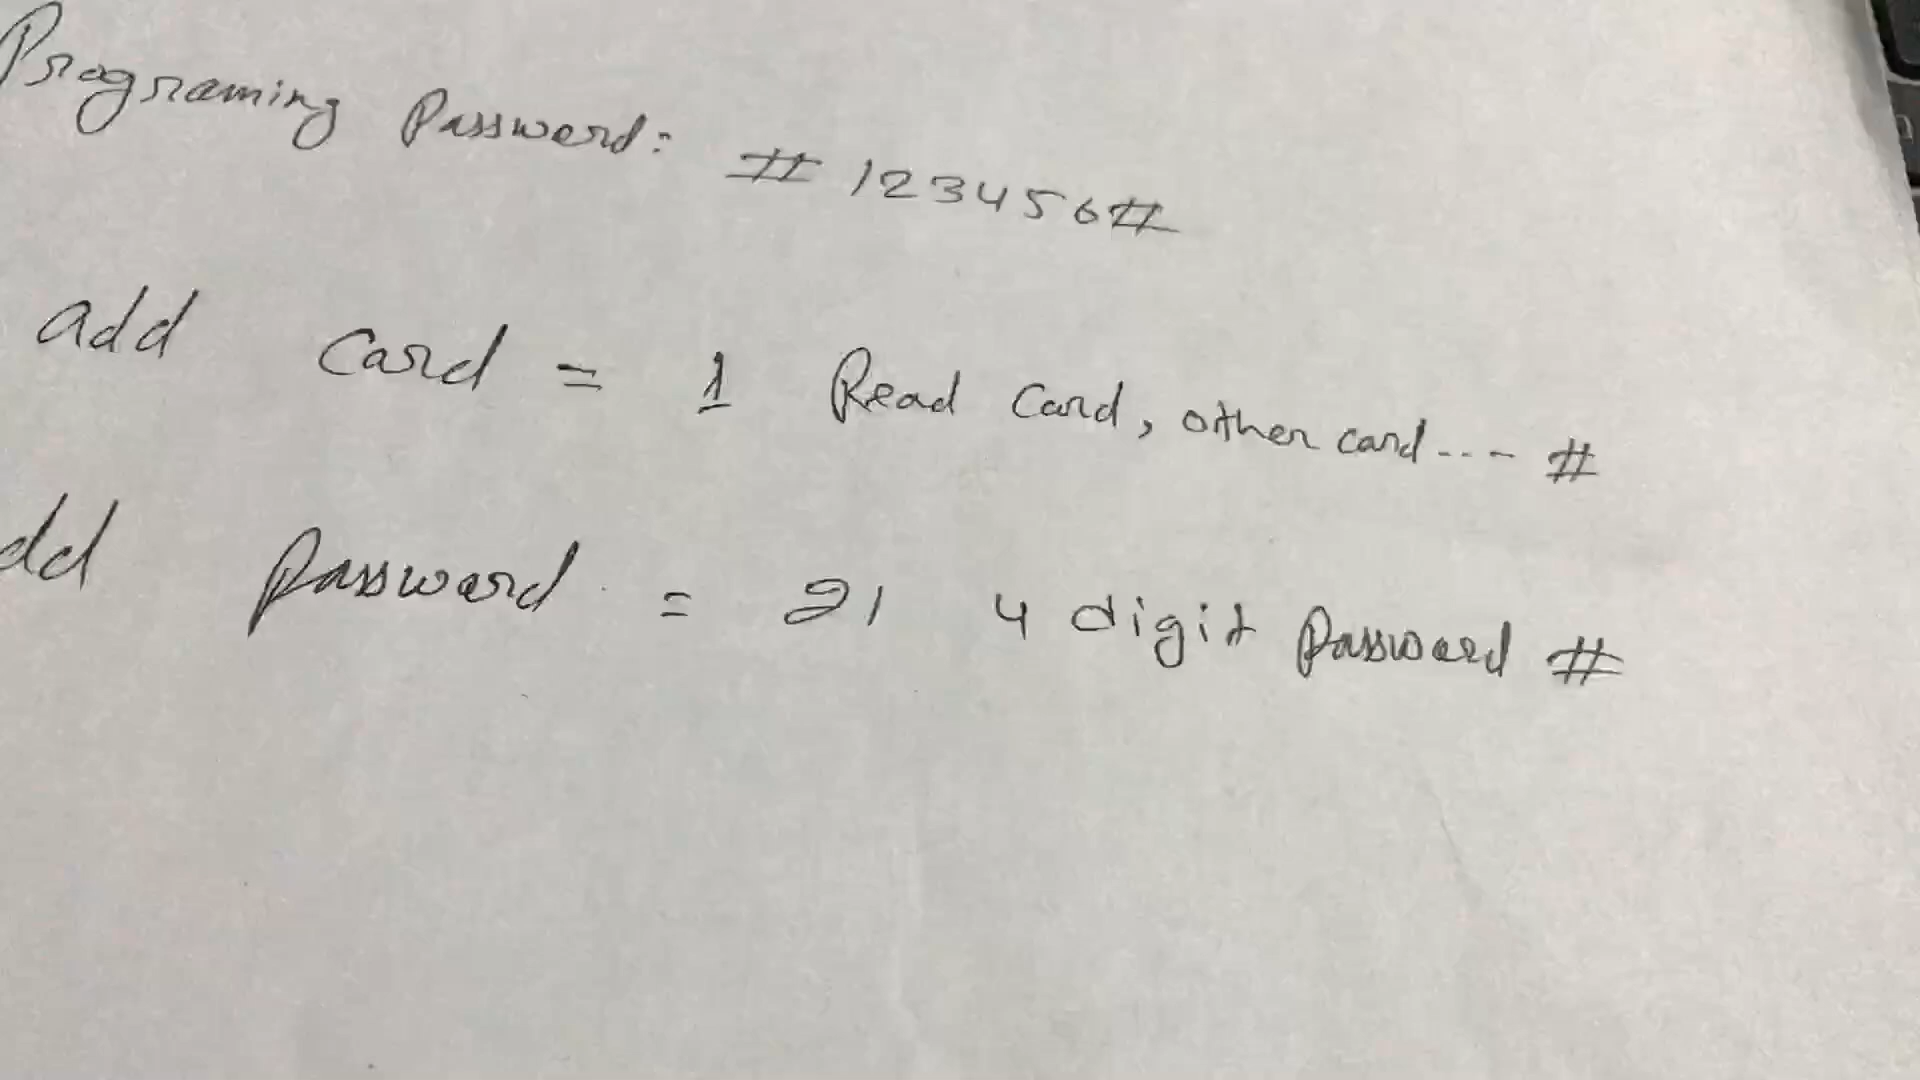 Programing Password: # 123456#
add card = 1 Read Card, other card---- #
dd Password = 21 4 digit Password #